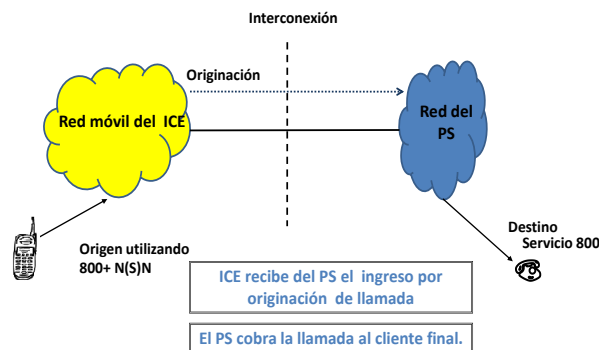 Interconexión
Originación
Red móvil del ICE
Red del
PS
Origen utilizando
800+ N(S)N
Destino
Servicio 800
ICE recibe del PS el ingreso por
originación de llamada
El PS cobra la llamada al cliente final.